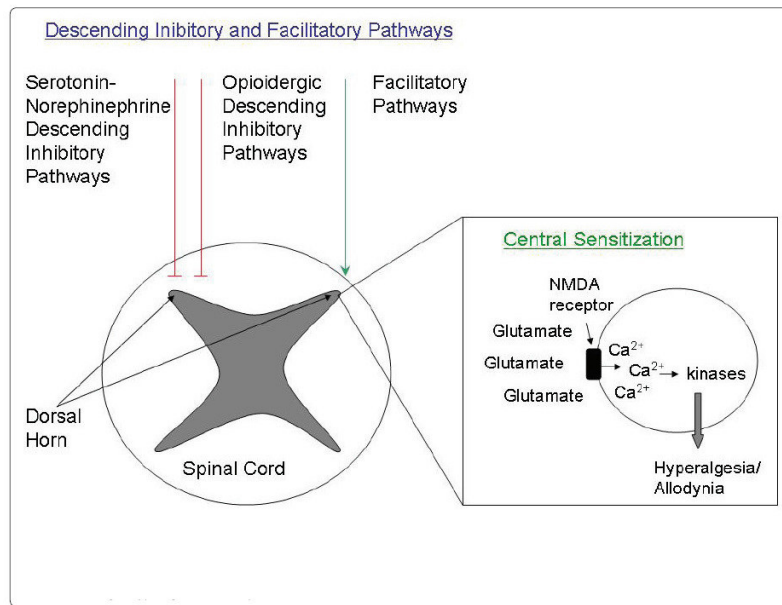 Descending Inibitory and Facilitatory Pathways
Serotonin-
Norephinephrine
Descending
Inhibitory
Pathways
Opioidergic
Descending
Inhibitory
Pathways
Facilitatory
Pathways
Central Sensitization
NMDA
receptor
Glutamate
Glutamate
Glutamate
Ca²⁺
Ca²⁺
Ca²⁺
kinases
Hyperalgesia/
Allodynia
Dorsal
Horn
Spinal Cord